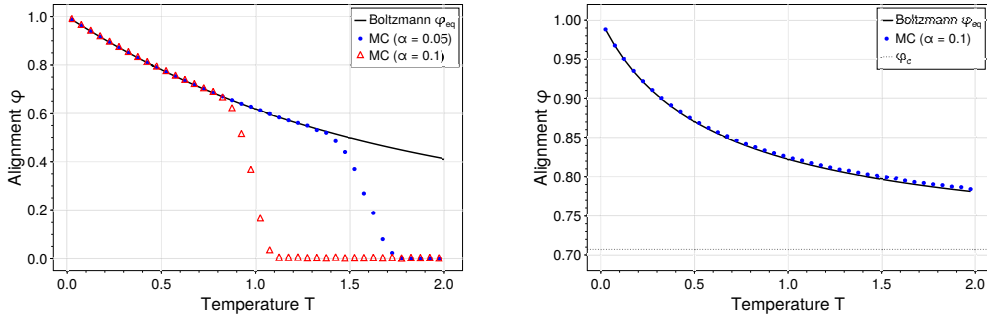 Boltzmann φeq
MC (α = 0.05)
MC (α = 0.1)
1.0
0.8
0.6
0.4
0.2
0.0
Alignment φ
0.0 0.5 1.0 1.5 2.0
Temperature T
Boltzmann φeq
MC (α = 0.1)
φc
1.00
0.95
0.90
0.85
0.80
0.75
0.70
Alignment φ
0.0 0.5 1.0 1.5 2.0
Temperature T